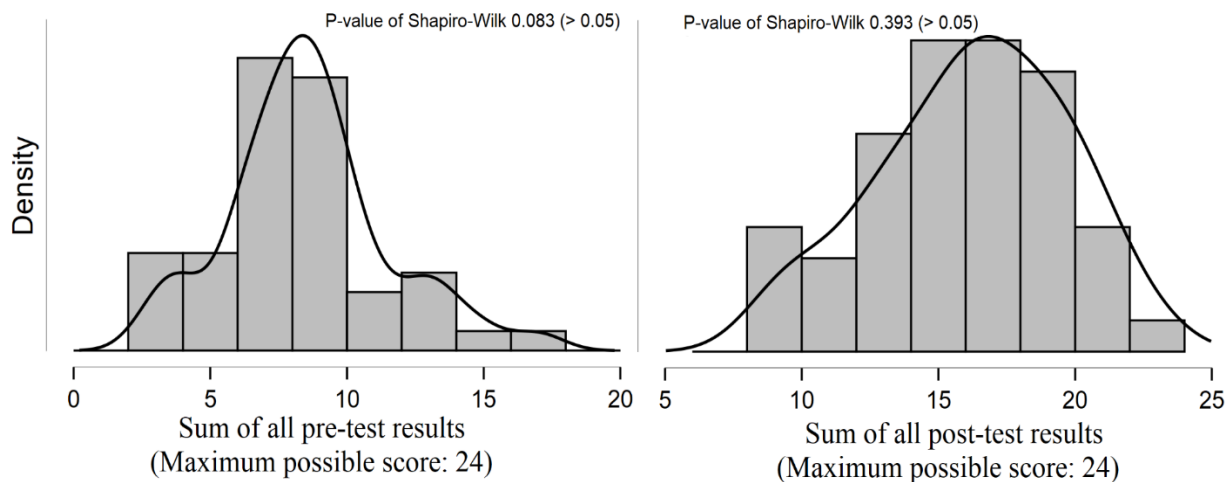 P-value of Shapiro-Wilk 0.083 (> 0.05)
P-value of Shapiro-Wilk 0.393 (> 0.05)
Density
0 5 10 15 20
5 10 15 20 25
Sum of all pre-test results
(Maximum possible score: 24)
Sum of all post-test results
(Maximum possible score: 24)